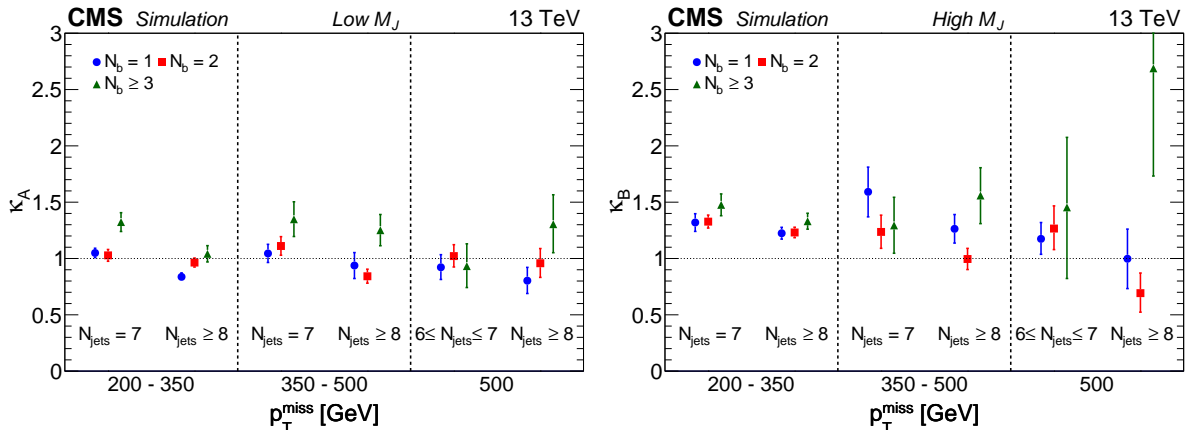 CMS Simulation Low M_J 13 TeV
3
2.5
2
1.5
1
0.5
0
κ_A
N_b = 1 N_b = 2
N_b ≥ 3
N_jets = 7 N_jets ≥ 8 N_jets = 7 N_jets ≥ 8 6≤ N_jets ≤ 7 N_jets ≥ 8
200 - 350 350 - 500 500
p_T^miss [GeV]
CMS Simulation High M_J 13 TeV
3
2.5
2
1.5
1
0.5
0
κ_B
N_b = 1 N_b = 2
N_b ≥ 3
N_jets = 7 N_jets ≥ 8 N_jets = 7 N_jets ≥ 8 6≤ N_jets ≤ 7 N_jets ≥ 8
200 - 350 350 - 500 500
p_T^miss [GeV]